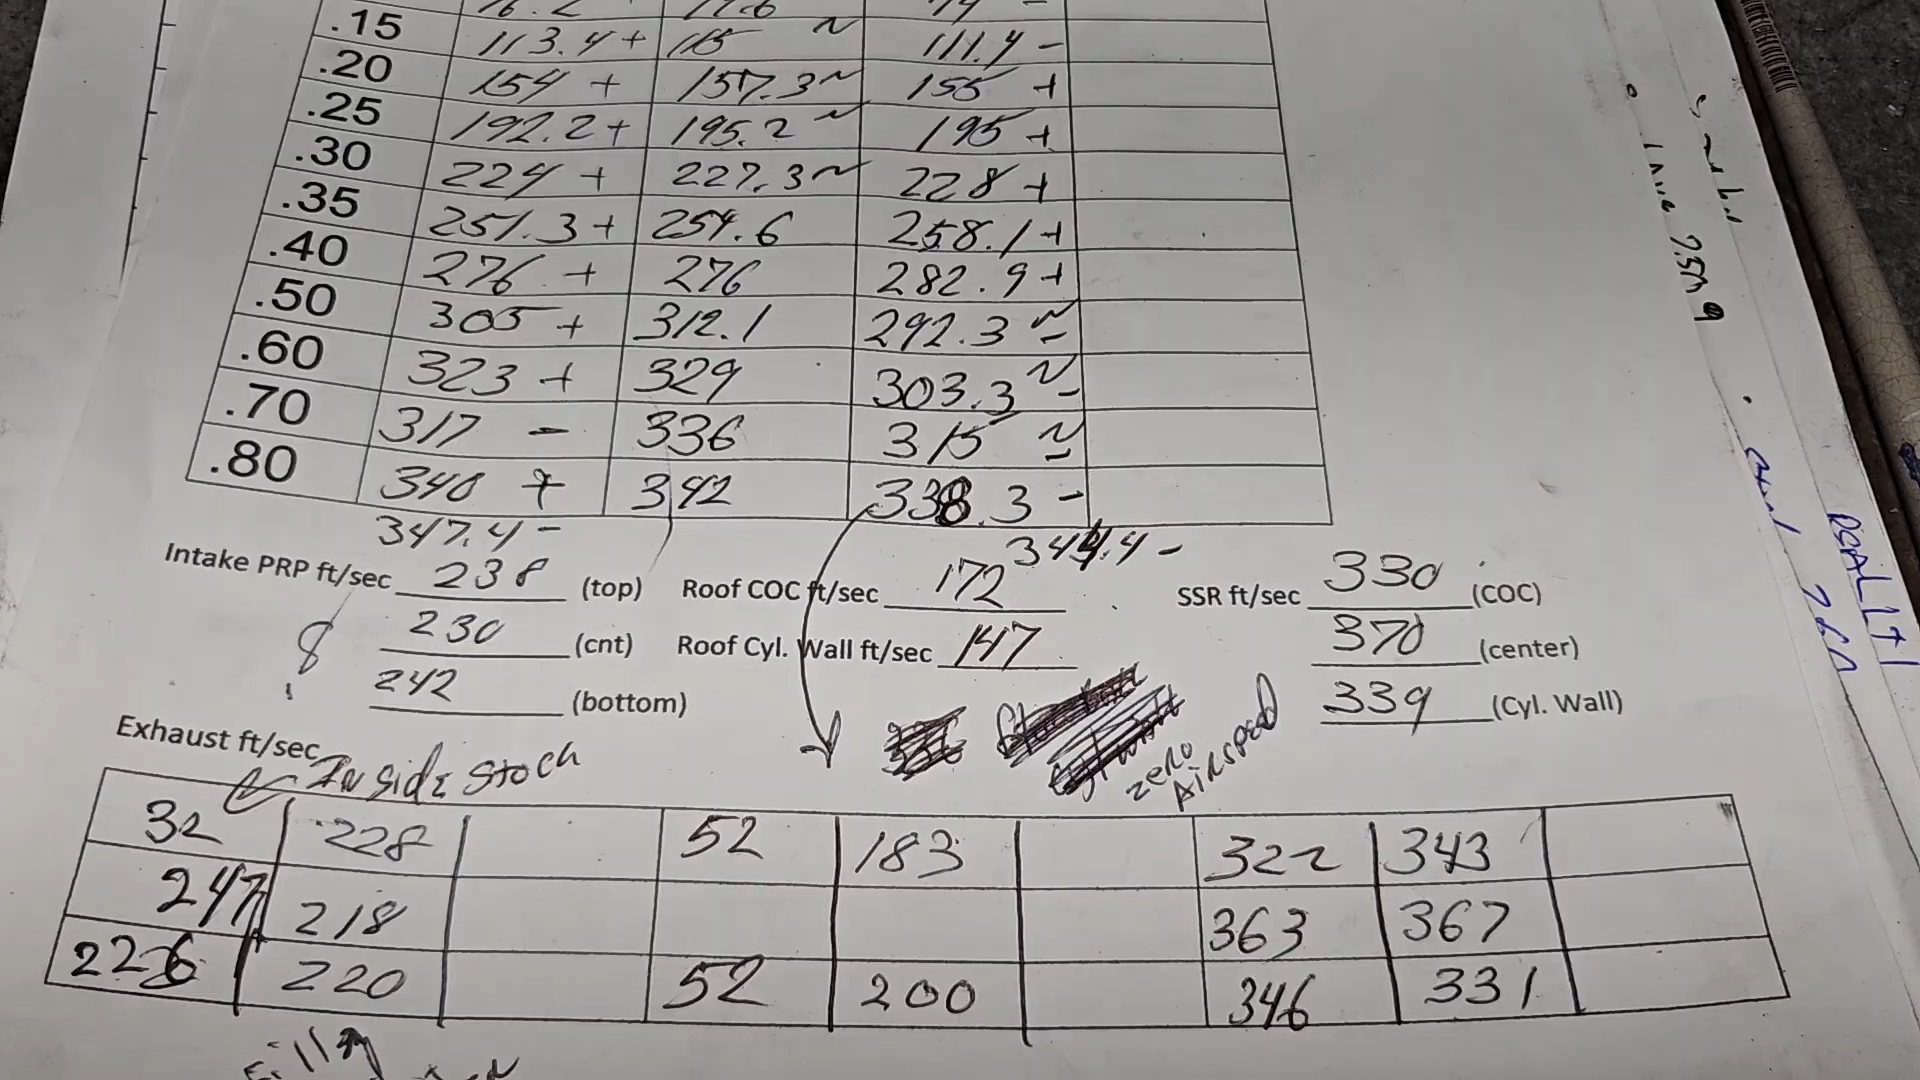 .15 113.4+ 115 ~ 111.4 -
.20 154 + 157.3~ 155 +
.25 192.2+ 195.2 ~ 195 +
.30 224 + 227.3~ 228 +
.35 251.3+ 254.6 258.1+
.40 276 + 276 282.9+
.50 305 + 312.1 292.3 ~ -
.60 323 + 329 303.3 ~ -
.70 317 - 336 315 ~ -
.80 340 + 342 338.3 -
347.4- 344.4-
Intake PRP ft/sec 238 (top) Roof COC ft/sec 172 SSR ft/sec 330 (COC)
230 (cnt) Roof Cyl. Wall ft/sec 147 370 (center)
242 (bottom) 339 (Cyl. Wall)
Exhaust ft/sec
Inside stock
zero
Airspeed
32 228 52 183 322 343
247 218 363 367
226 220 52 200 346 331
REALITY